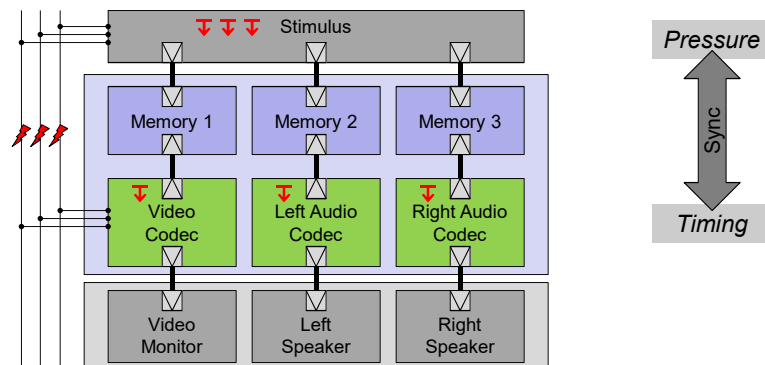 Stimulus
Pressure
Memory 1
Memory 2
Memory 3
Sync
Video
Codec
Left Audio
Codec
Right Audio
Codec
Timing
Video
Monitor
Left
Speaker
Right
Speaker